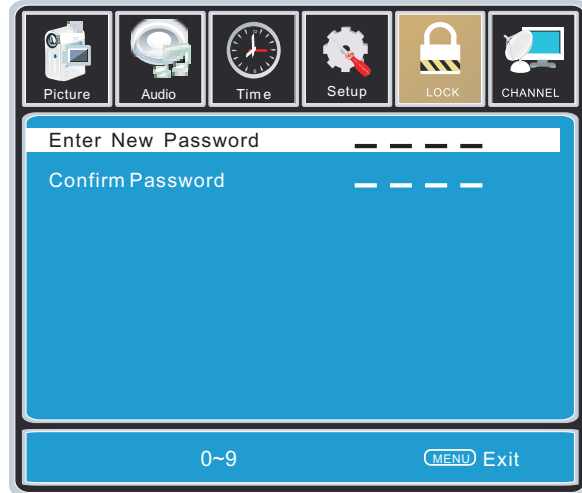 Picture Audio Time Setup LOCK CHANNEL
Enter New Password _ _ _ _
Confirm Password _ _ _ _
0~9 MENU Exit